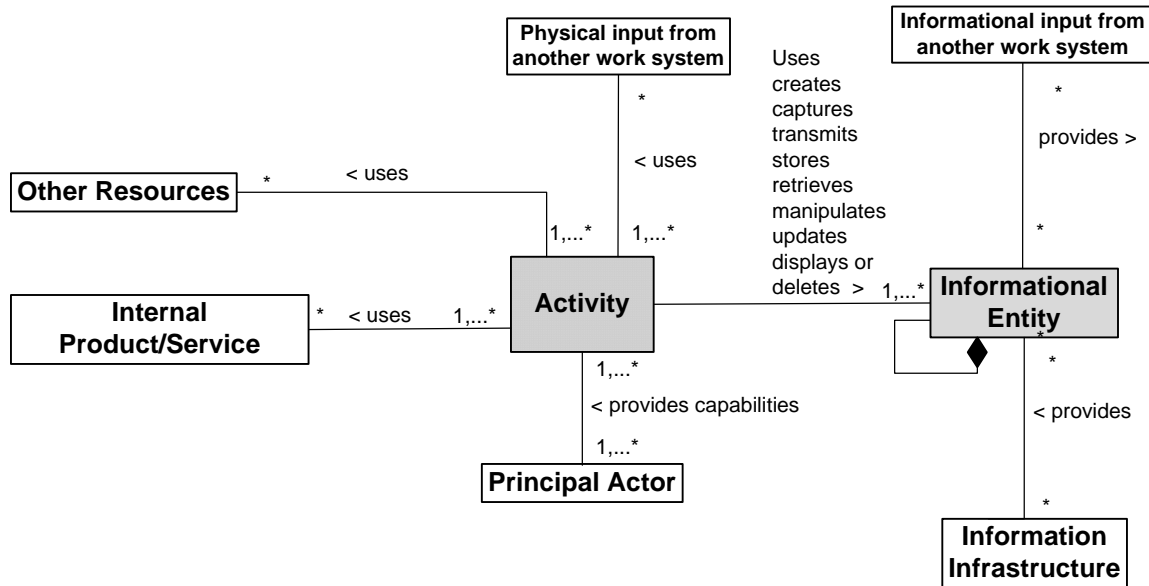 Physical input from
another work system
Informational input from
another work system
Uses
creates
captures
transmits
stores
retrieves
manipulates
updates
displays or
deletes >
*
*
provides >
< uses
Other Resources
*
< uses
1,...*
1,...*
*
Activity
1,...*
Informational
Entity
Internal
Product/Service
*
< uses
1,...*
*
*
1,...*
< provides capabilities
< provides
1,...*
Principal Actor
*
Information
Infrastructure